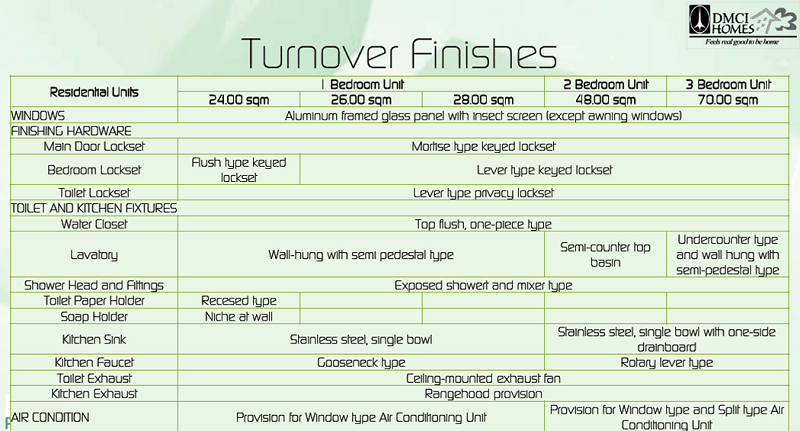 DMCI
HOMES
Feels real good to be home
Turnover Finishes
Residential Units
1 Bedroom Unit
2 Bedroom Unit
3 Bedroom Unit
24.00 sqm
26.00 sqm
28.00 sqm
48.00 sqm
70.00 sqm
WINDOWS
Aluminum framed glass panel with insect screen (except awning windows)
FINISHING HARDWARE
Main Door Lockset
Mortise type keyed lockset
Bedroom Lockset
Flush type keyed
lockset
Lever type keyed lockset
Toilet Lockset
Lever type privacy lockset
TOILET AND KITCHEN FIXTURES
Water Closet
Top flush, one-piece type
Lavatory
Wall-hung with semi pedestal type
Semi-counter top
basin
Undercounter type
and wall hung with
semi-pedestal type
Shower Head and Fittings
Exposed showert and mixer type
Toilet Paper Holder
Recesed type
Soap Holder
Niche at wall
Kitchen Sink
Stainless steel, single bowl
Stainless steel, single bowl with one-side
drainboard
Kitchen Faucet
Gooseneck type
Rotary lever type
Toilet Exhaust
Ceiling-mounted exhaust fan
Kitchen Exhaust
Rangehood provision
AIR CONDITION
Provision for Window type Air Conditioning Unit
Provision for Window type and Split type Air
Conditioning Unit